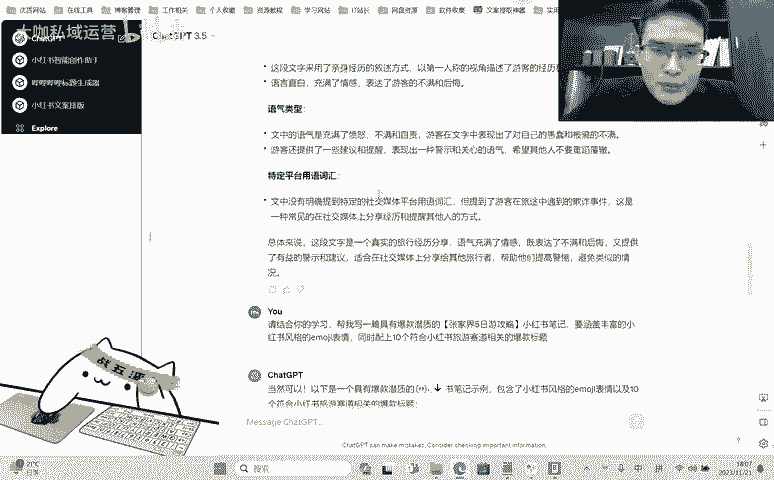 优质网站 在线工具 博客管理 工作相关 个人收藏 资源教程 学习网站 IT站长 网盘资源 软件收集 文案提取神器
大咖私域运营
ChatGPT
小红书智能创作助手
哔哔哔哔标题生成器
小红书文案排版
Explore
ChatGPT 3.5
这段文字采用了亲身经历的叙述方式，以第一人称的视角描述了游客的经历
语言直白，充满了情感，表达了游客的不满和后悔。
语气类型：
文中的语气是充满了愤怒、不满和自责，游客在文字中表现出了对自己的愚蠢和被骗的不满。
游客还提供了一些建议和提醒，表现出一种警示和关心的语气，希望其他人不要重蹈覆辙。
特定平台用语词汇：
文中没有明确提到特定的社交媒体平台用语词汇，但提到了游客在旅途中遇到的欺诈事件，这是
一种常见的在社交媒体上分享经历和提醒其他人的方式。
总体来说，这段文字是一个真实的旅行经历分享，语气充满了情感，既表达了不满和后悔，又提供
了有益的警示和建议，适合在社交媒体上分享给其他旅行者，帮助他们提高警惕，避免类似的情
况。
You
请结合你的学习，帮我写一篇具有爆款潜质的【张家界5日游攻略】小红书笔记，要涵盖丰富的小
红书风格的emoji表情，同时配上10个符合小红书旅游赛道相关的爆款标题
ChatGPT
当然可以！以下是一个具有爆款潜质的小红书笔记示例，包含了小红书风格的emoji表情以及10
个符合小红书旅游赛道相关的爆款标题：
Message ChatGPT...
ChatGPT can make mistakes. Consider checking important information.
战五渣
21°C
搜索
中
拼
18:07
2023/11/21